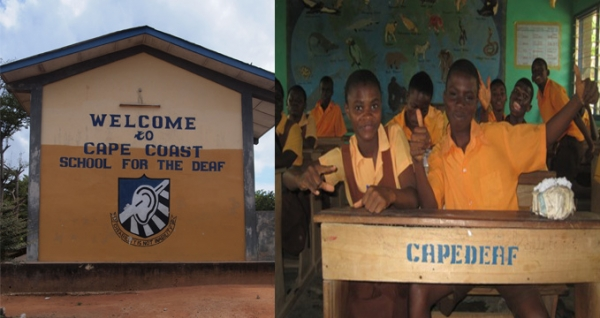 WELCOME
to
CAPE COAST
SCHOOL FOR THE DEAF
CAPEDEAF